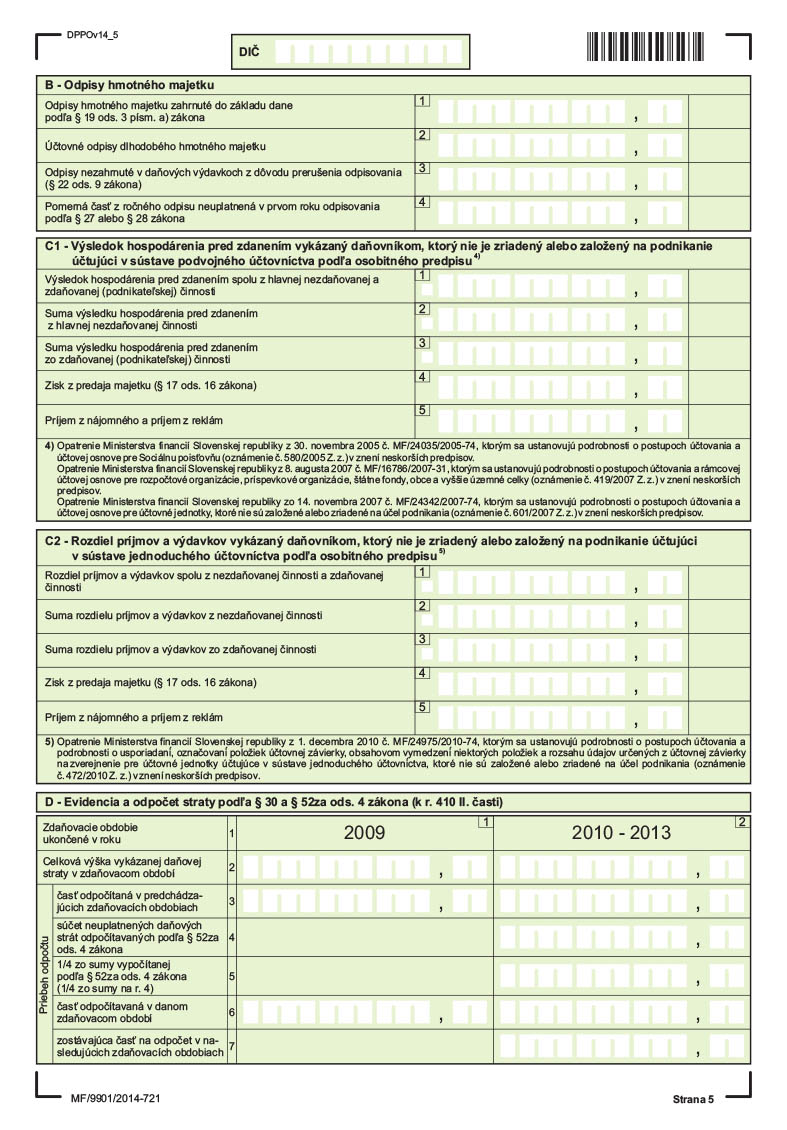 DPPOv14_5
DIČ
B - Odpisy hmotného majetku
Odpisy hmotného majetku zahrnuté do základu dane
podľa § 19 ods. 3 písm. a) zákona
1
,
Účtovné odpisy dlhodobého hmotného majetku
2
,
Odpisy nezahrnuté v daňových výdavkoch z dôvodu prerušenia odpisovania
(§ 22 ods. 9 zákona)
3
,
Pomerná časť z ročného odpisu neuplatnená v prvom roku odpisovania
podľa § 27 alebo § 28 zákona
4
,
C1 - Výsledok hospodárenia pred zdanením vykázaný daňovníkom, ktorý nie je zriadený alebo založený na podnikanie
účtujúci v sústave podvojného účtovníctva podľa osobitného predpisu 4)
Výsledok hospodárenia pred zdanením spolu z hlavnej nezdaňovanej a
zdaňovanej (podnikateľskej) činnosti
1
,
Suma výsledku hospodárenia pred zdanením
z hlavnej nezdaňovanej činnosti
2
,
Suma výsledku hospodárenia pred zdanením
zo zdaňovanej (podnikateľskej) činnosti
3
,
Zisk z predaja majetku (§ 17 ods. 16 zákona)
4
,
Príjem z nájomného a príjem z reklám
5
,
4) Opatrenie Ministerstva financií Slovenskej republiky z 30. novembra 2005 č. MF/24035/2005-74, ktorým sa ustanovujú podrobnosti o postupoch účtovania a
účtovej osnove pre Sociálnu poisťovňu (oznámenie č. 580/2005 Z. z.) v znení neskorších predpisov.
Opatrenie Ministerstva financií Slovenskej republiky z 8. augusta 2007 č. MF/16786/2007-31, ktorým sa ustanovujú podrobnosti o postupoch účtovania a rámcovej
účtovej osnove pre rozpočtové organizácie, príspevkové organizácie, štátne fondy, obce a vyššie územné celky (oznámenie č. 419/2007 Z. z.) v znení neskorších
predpisov.
Opatrenie Ministerstva financií Slovenskej republiky zo 14. novembra 2007 č. MF/24342/2007-74, ktorým sa ustanovujú podrobnosti o postupoch účtovania a
účtovej osnove pre účtovné jednotky, ktoré nie sú založené alebo zriadené na účel podnikania (oznámenie č. 601/2007 Z. z.) v znení neskorších predpisov.
C2 - Rozdiel príjmov a výdavkov vykázaný daňovníkom, ktorý nie je zriadený alebo založený na podnikanie účtujúci
v sústave jednoduchého účtovníctva podľa osobitného predpisu 5)
Rozdiel príjmov a výdavkov spolu z nezdaňovanej činnosti a zdaňovanej
činnosti
1
,
Suma rozdielu príjmov a výdavkov z nezdaňovanej činnosti
2
,
Suma rozdielu príjmov a výdavkov zo zdaňovanej činnosti
3
,
Zisk z predaja majetku (§ 17 ods. 16 zákona)
4
,
Príjem z nájomného a príjem z reklám
5
,
5) Opatrenie Ministerstva financií Slovenskej republiky z 1. decembra 2010 č. MF/24975/2010-74, ktorým sa ustanovujú podrobnosti o postupoch účtovania a
podrobnosti o usporiadaní, označovaní položiek účtovnej závierky, obsahovom vymedzení niektorých položiek a rozsahu údajov určených z účtovnej závierky
na zverejnenie pre účtovné jednotky účtujúce v sústave jednoduchého účtovníctva, ktoré nie sú založené alebo zriadené na účel podnikania (oznámenie
č. 472/2010 Z. z.) v znení neskorších predpisov.
D - Evidencia a odpočet straty podľa § 30 a § 52za ods. 4 zákona (k r. 410 II. časti)
Zdaňovacie obdobie
ukončené v roku
1
2009
1
2010 - 2013
2
Celková výška vykázanej daňovej
straty v zdaňovacom období
2
,
,
Priebeh odpočtu
časť odpočítaná v predchádza-
júcich zdaňovacích obdobiach
3
,
,
súčet neuplatnených daňových
strát odpočítavaných podľa § 52za
ods. 4 zákona
4
,
1/4 zo sumy vypočítanej
podľa § 52za ods. 4 zákona
(1/4 zo sumy na r. 4)
5
,
časť odpočítavaná v danom
zdaňovacom období
6
,
,
zostávajúca časť na odpočet v na-
sledujúcich zdaňovacích obdobiach
7
,
MF/9901/2014-721
Strana 5